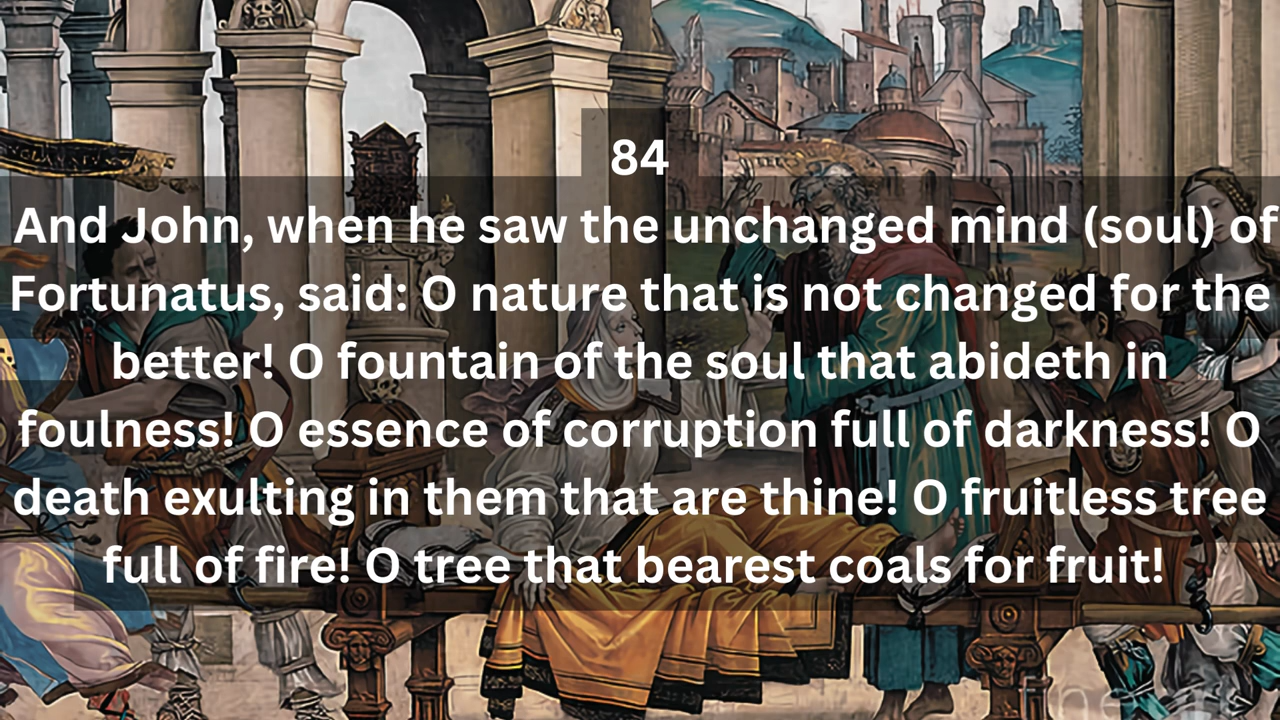 84
And John, when he saw the unchanged mind (soul) of
Fortunatus, said: O nature that is not changed for the
better! O fountain of the soul that abideth in
foulness! O essence of corruption full of darkness! O
death exulting in them that are thine! O fruitless tree
full of fire! O tree that bearest coals for fruit!